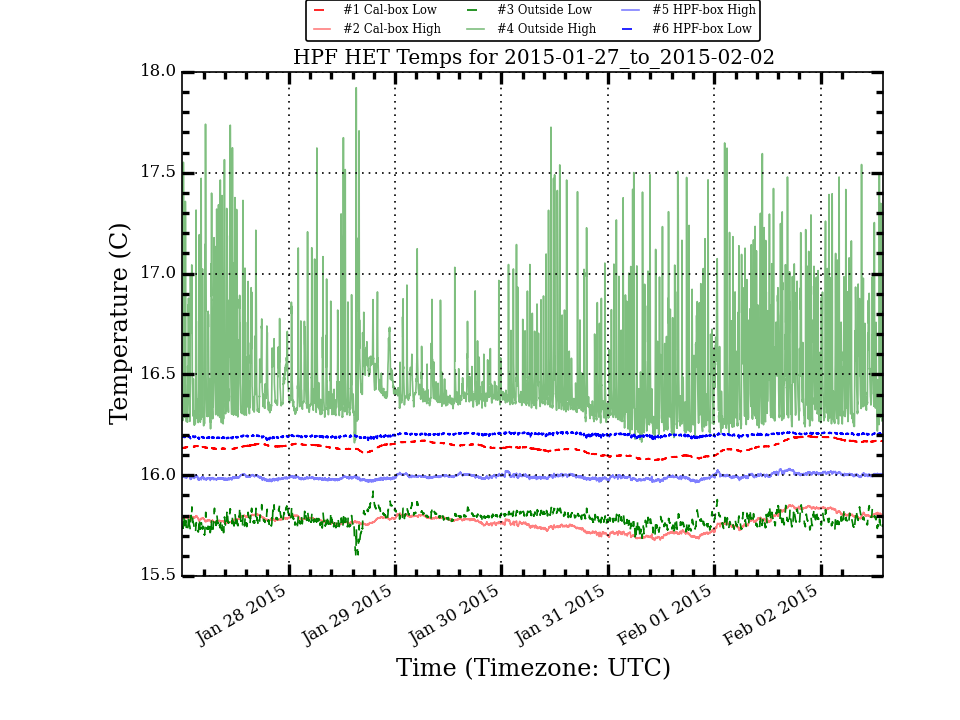 #1 Cal-box Low #3 Outside Low #5 HPF-box High
#2 Cal-box High #4 Outside High #6 HPF-box Low
HPF HET Temps for 2015-01-27_to_2015-02-02
18.0
17.5
17.0
16.5
16.0
15.5
Temperature (C)
Jan 28 2015
Jan 29 2015
Jan 30 2015
Jan 31 2015
Feb 01 2015
Feb 02 2015
Time (Timezone: UTC)